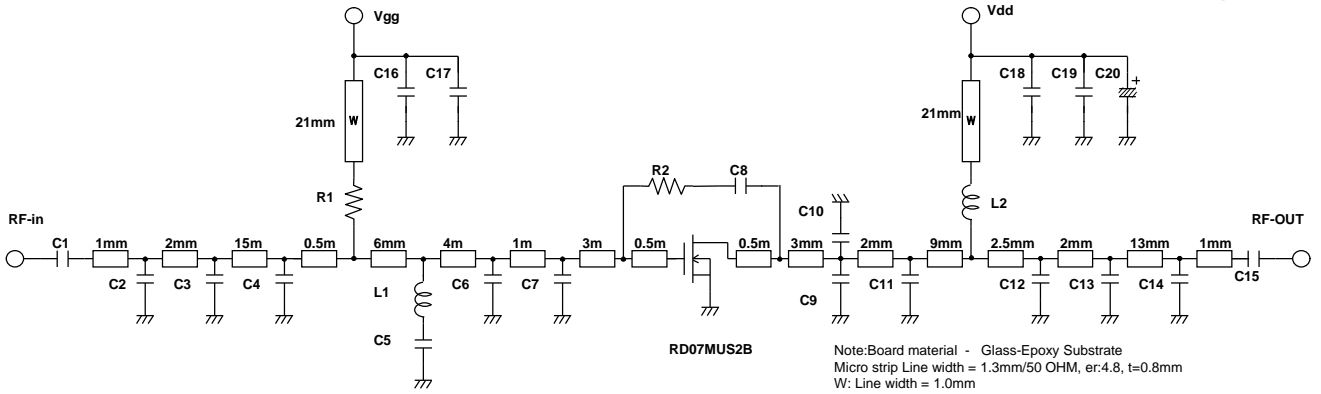 Vgg
Vdd
C16
C17
C18
C19
C20
+
21mm
W
21mm
W
R1
R2
C8
L2
C10
RF-in
RF-OUT
C1
1mm
2mm
15m
0.5m
6mm
4m
1m
3m
0.5m
0.5m
3mm
2mm
9mm
2.5mm
2mm
13mm
1mm
C15
C2
C3
C4
L1
C6
C7
C9
C11
C12
C13
C14
C5
RD07MUS2B
Note:Board material - Glass-Epoxy Substrate
Micro strip Line width = 1.3mm/50 OHM, er:4.8, t=0.8mm
W: Line width = 1.0mm